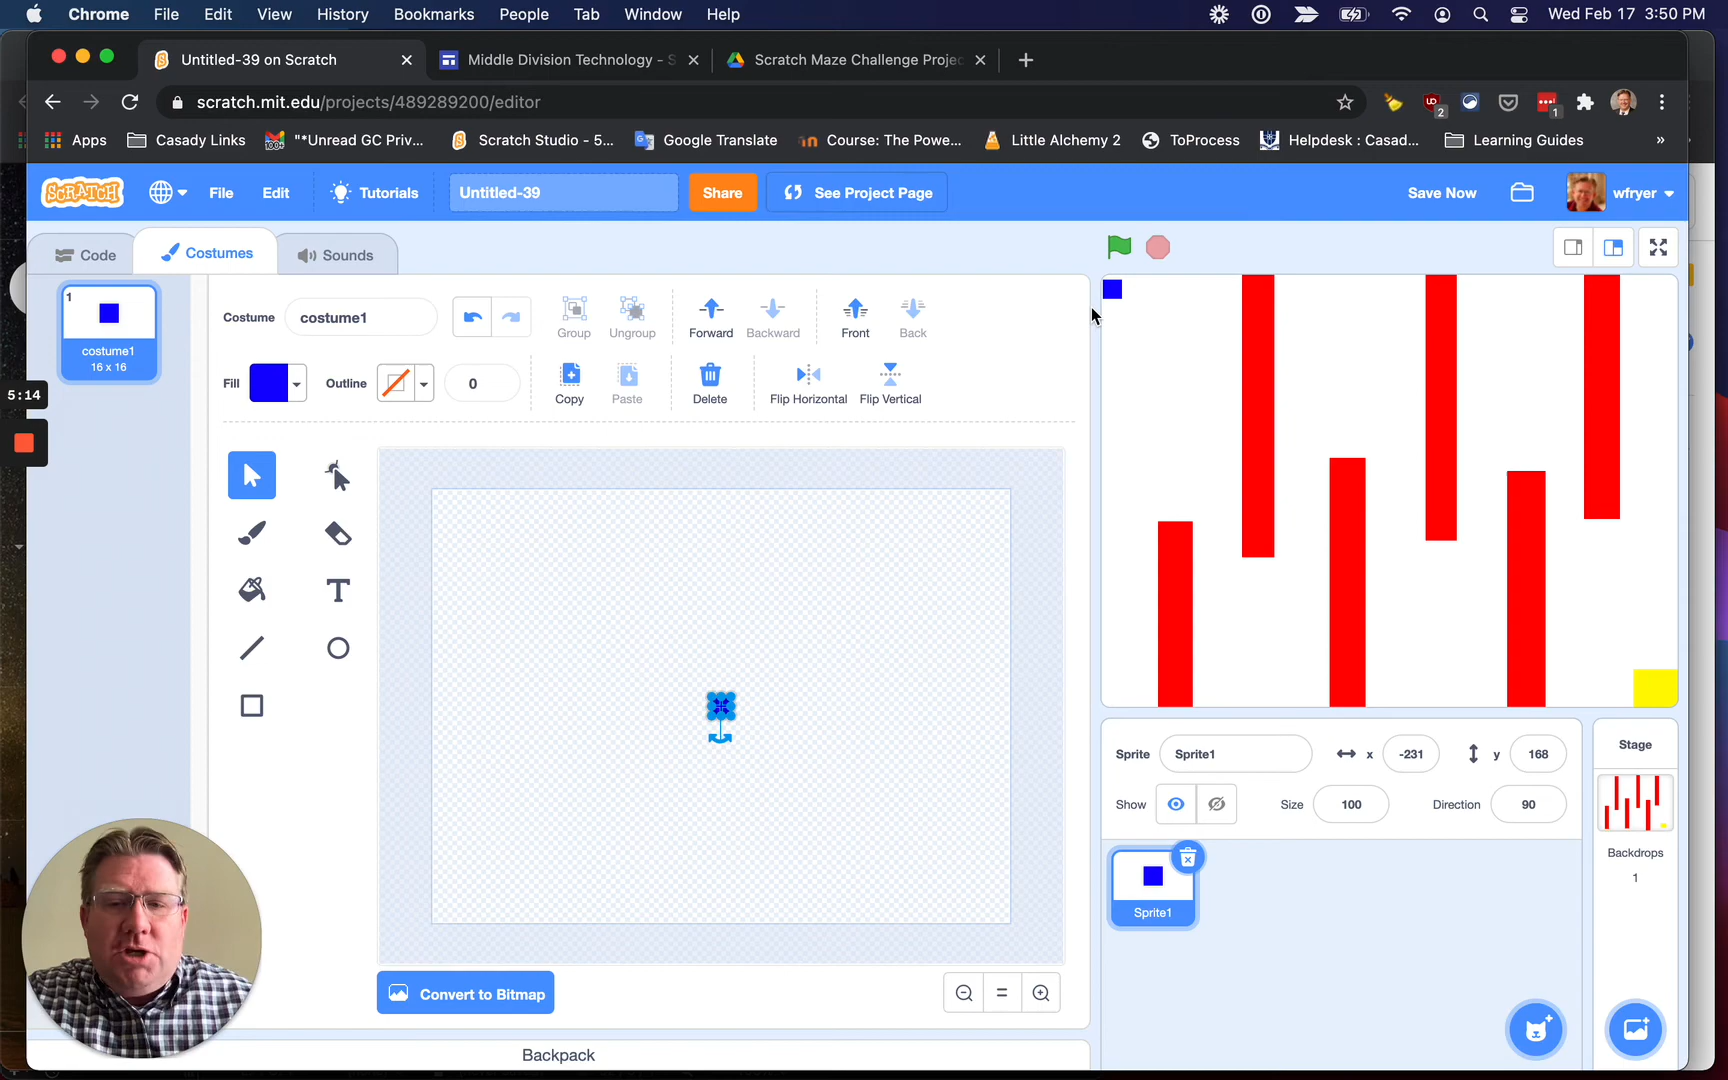 Chrome File Edit View History Bookmarks People Tab Window Help Wed Feb 17 3:50 PM
Untitled-39 on Scratch Middle Division Technology - S Scratch Maze Challenge Projec
scratch.mit.edu/projects/489289200/editor
Apps Casady Links "*Unread GC Priv... Scratch Studio - 5... Google Translate Course: The Powe... Little Alchemy 2 ToProcess Helpdesk : Casad... Learning Guides »
SCRATCH File Edit Tutorials Untitled-39 Share See Project Page Save Now wfryer
Code Costumes Sounds
1
costume1
16 x 16
Costume costume1 Group Ungroup Forward Backward Front Back
Fill Outline 0 Copy Paste Delete Flip Horizontal Flip Vertical
5:14
T
Convert to Bitmap
Backpack
Sprite Sprite1 x -231 y 168
Show Size 100 Direction 90
Sprite1
Stage
Backdrops
1